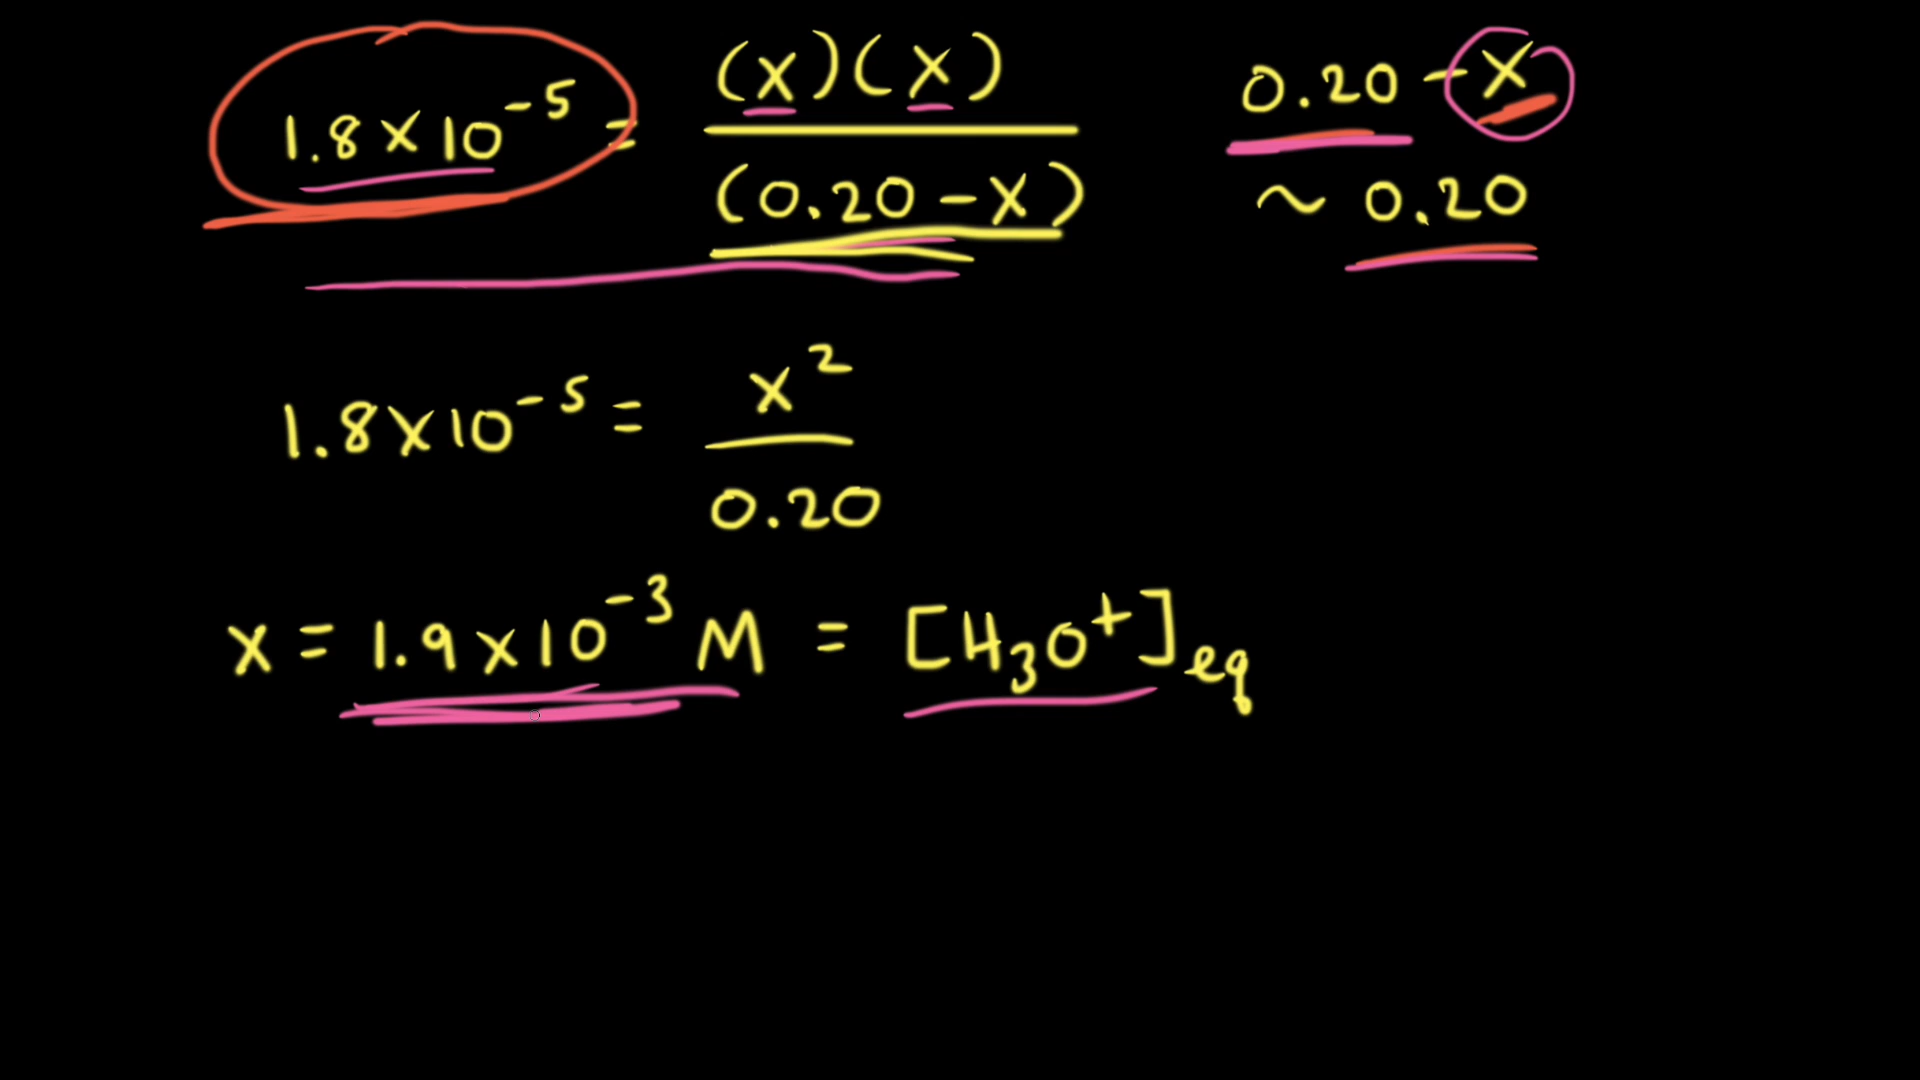 1.8 x 10⁻⁵ = (x)(x) / (0.20 - x)
0.20 - x
~ 0.20
1.8 x 10⁻⁵ = x² / 0.20
x = 1.9 x 10⁻³ M = [H₃O⁺]eq